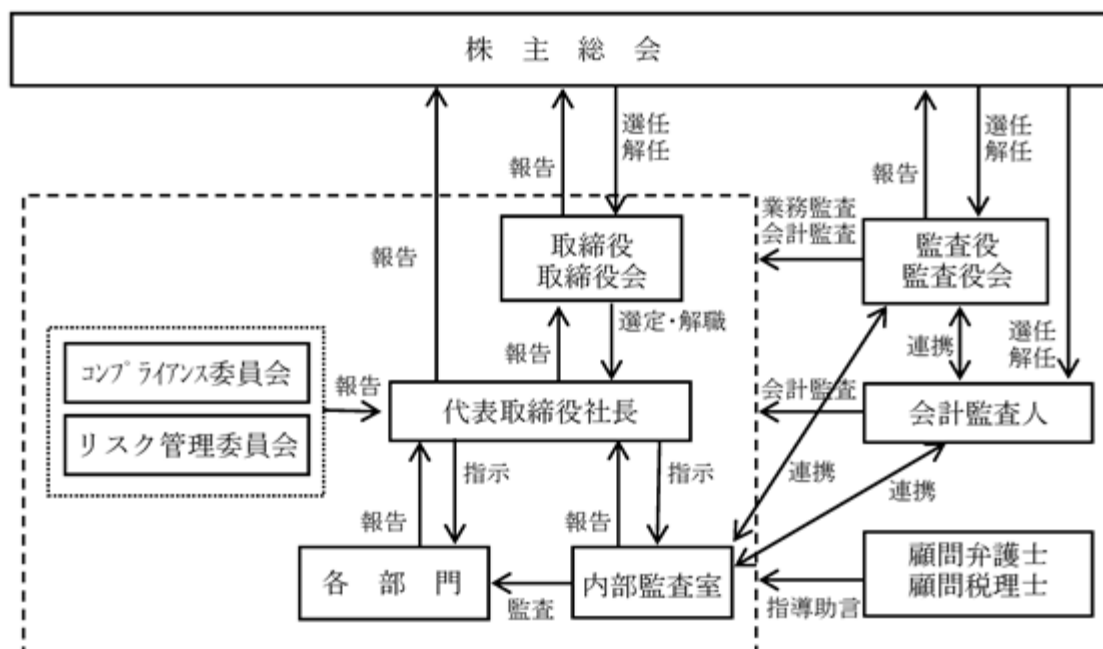 株主総会
選任
解任
報告
選任
解任
報告
業務監査
会計監査
取締役
取締役会
監査役
監査役会
報告
選定・解職
報告
連携
選任
解任
コンプライアンス委員会
リスク管理委員会
報告
代表取締役社長
会計監査
会計監査人
指示
指示
連携
連携
報告
報告
各部門
監査
内部監査室
指導助言
顧問弁護士
顧問税理士